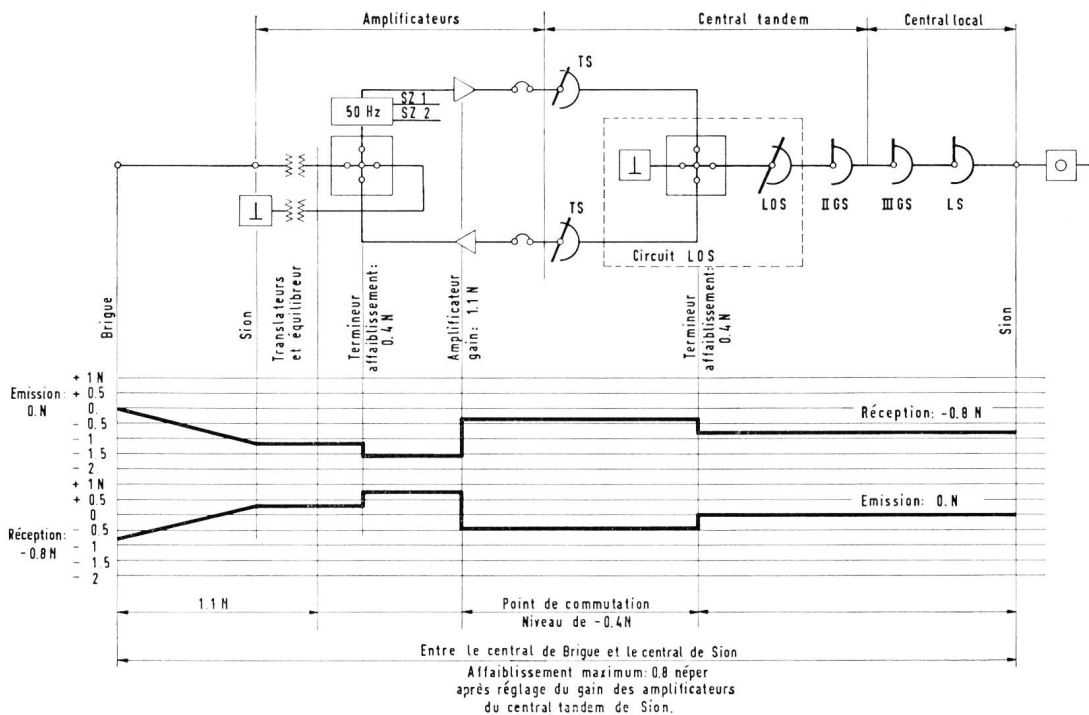 Amplificateurs
Central tandem
Central local
TS
SZ 1
SZ 2
50 Hz
LOS
II GS
III GS
LS
TS
Circuit LOS
Brigue
Sion
Translateurs
et équilibreur
Termineur
affaiblissement:
0.4 N
Amplificateur
gain: 1.1 N
Termineur
affaiblissement:
0.4 N
Sion
Emission:
0.N
+ 1 N
+ 0.5
0.
- 0.5
- 1
- 1.5
- 2
Réception: -0.8 N
Réception:
-0.8 N
+ 1 N
+ 0.5
0
- 0.5
- 1
- 1.5
- 2
Emission: 0.N
1.1 N
Point de commutation
Niveau de -0.4N
Entre le central de Brigue et le central de Sion
Affaiblissement maximum: 0.8 néper
après réglage du gain des amplificateurs
du central tandem de Sion.